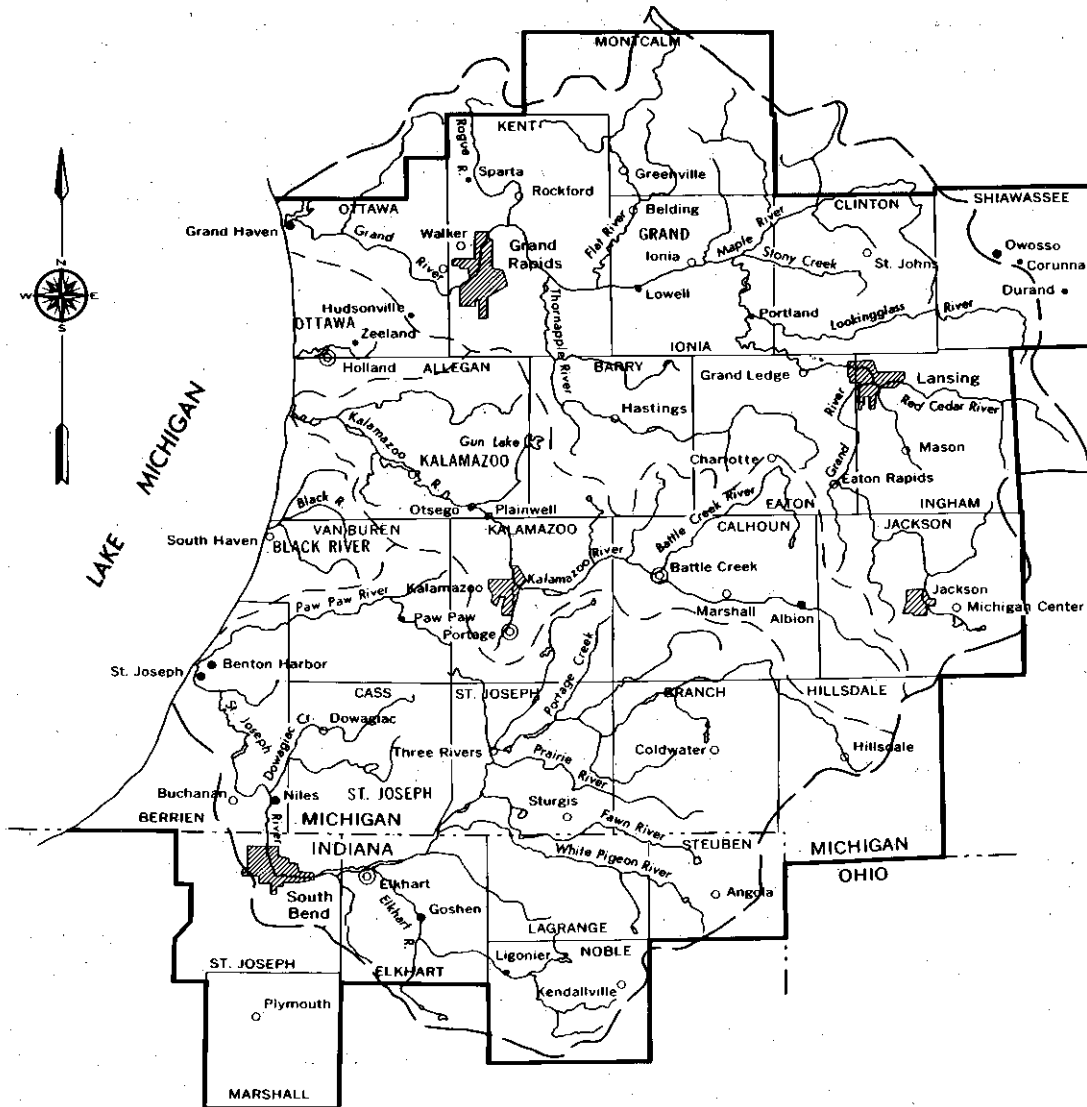 MONTCALM
KENT
Rogue R.
Sparta
Rockford
Greenville
OTTAWA
Grand Haven
Grand
River
Walker
Grand
Rapids
Belding
GRAND
Flat River
Ionia
Maple River
CLINTON
SHIAWASSEE
Owosso
Corunna
Durand
St. Johns
Stony Creek
Lowell
Portland
Lookingglass
River
Hudsonville
OTTAWA
Zeeland
Holland
ALLEGAN
Thornapple River
BARRY
IONIA
Grand Ledge
Lansing
Red Cedar River
Hastings
Kalamazoo
R.
Gun Lake
KALAMAZOO
Charlotte
Grand
River
Mason
Eaton Rapids
INGHAM
EATON
Otsego
Plainwell
LAKE MICHIGAN
N
W
E
S
Black R.
VAN BUREN
KALAMAZOO
Battle Creek River
CALHOUN
JACKSON
South Haven
BLACK RIVER
Kalamazoo River
Battle Creek
Kalamazoo
Paw Paw River
Paw Paw
Portage
Marshall
Albion
Jackson
Michigan Center
Benton Harbor
St. Joseph
Portage Creek
CASS
ST. JOSEPH
BRANCH
HILLSDALE
St. Joseph
River
Dowagiac Cr.
Dowagiac
Three Rivers
Prairie River
Coldwater
Hillsdale
Buchanan
Niles
ST. JOSEPH
Sturgis
BERRIEN
MICHIGAN
INDIANA
Fawn River
White Pigeon River
STEUBEN
MICHIGAN
OHIO
South
Bend
Elkhart
Elkhart R.
Goshen
Angola
LAGRANGE
Ligonier
NOBLE
ST. JOSEPH
ELKHART
Kendallville
Plymouth
MARSHALL